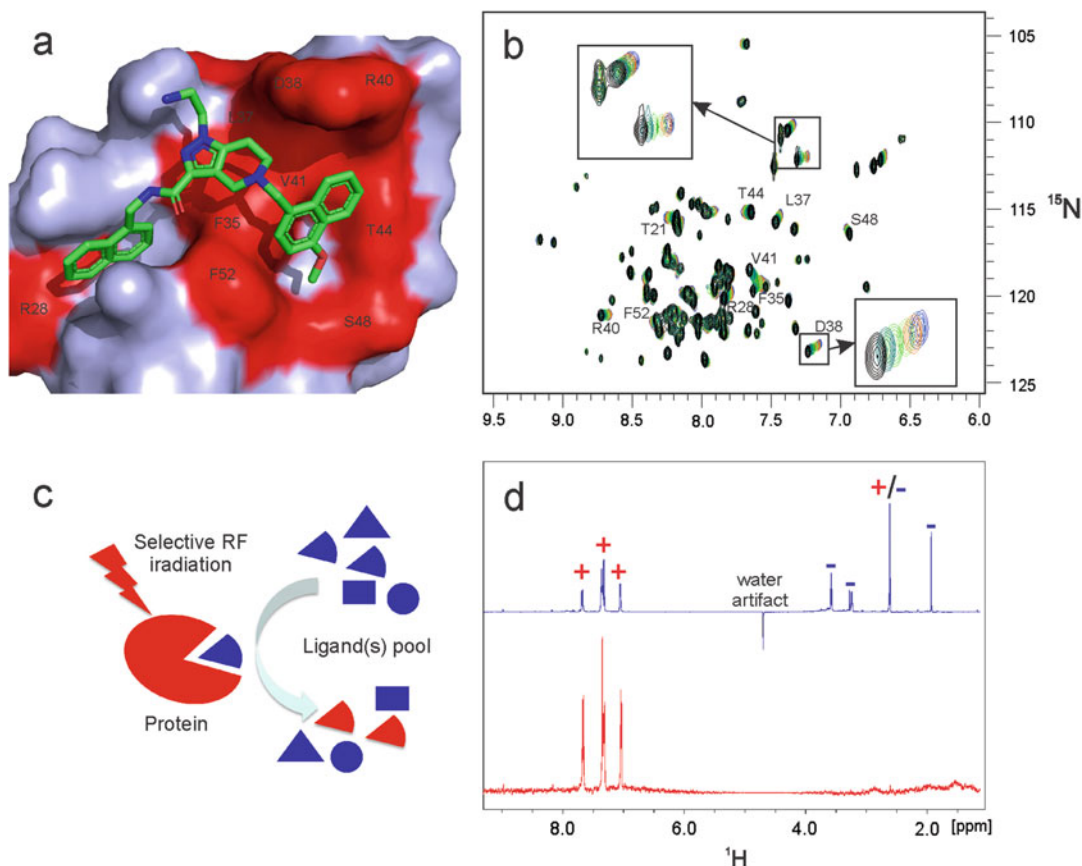 a
D38
R40
L37
V41
F35
T44
F52
R28
S48
b
105
110
115
120
125
15N
T44
L37
T21
S48
V41
F52
R28
F35
R40
D38
9.5 9.0 8.5 8.0 7.5 7.0 6.5 6.0
c
Selective RF
iradiation
Ligand(s) pool
Protein
d
+/-
+
+
+
-
-
-
water
artifact
8.0 6.0 4.0 2.0 [ppm]
1H